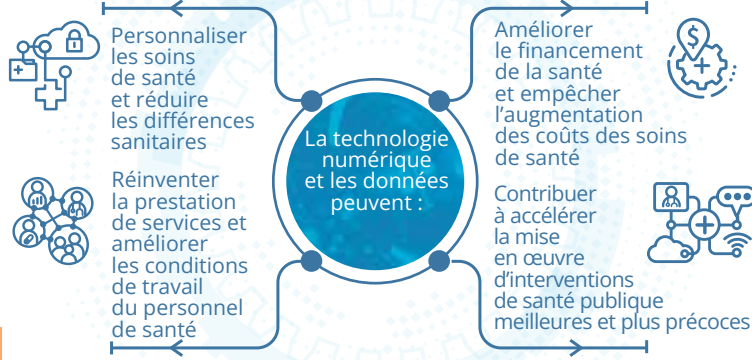 Personnaliser
les soins
de santé
et réduire
les différences
sanitaires
Améliorer
le financement
de la santé
et empêcher
l'augmentation
des coûts des soins
de santé
La technologie
numérique
et les données
peuvent :
Réinventer
la prestation
de services et
améliorer
les conditions
de travail
du personnel
de santé
Contribuer
à accélérer
la mise
en œuvre
d'interventions
de santé publique
meilleures et plus précoces